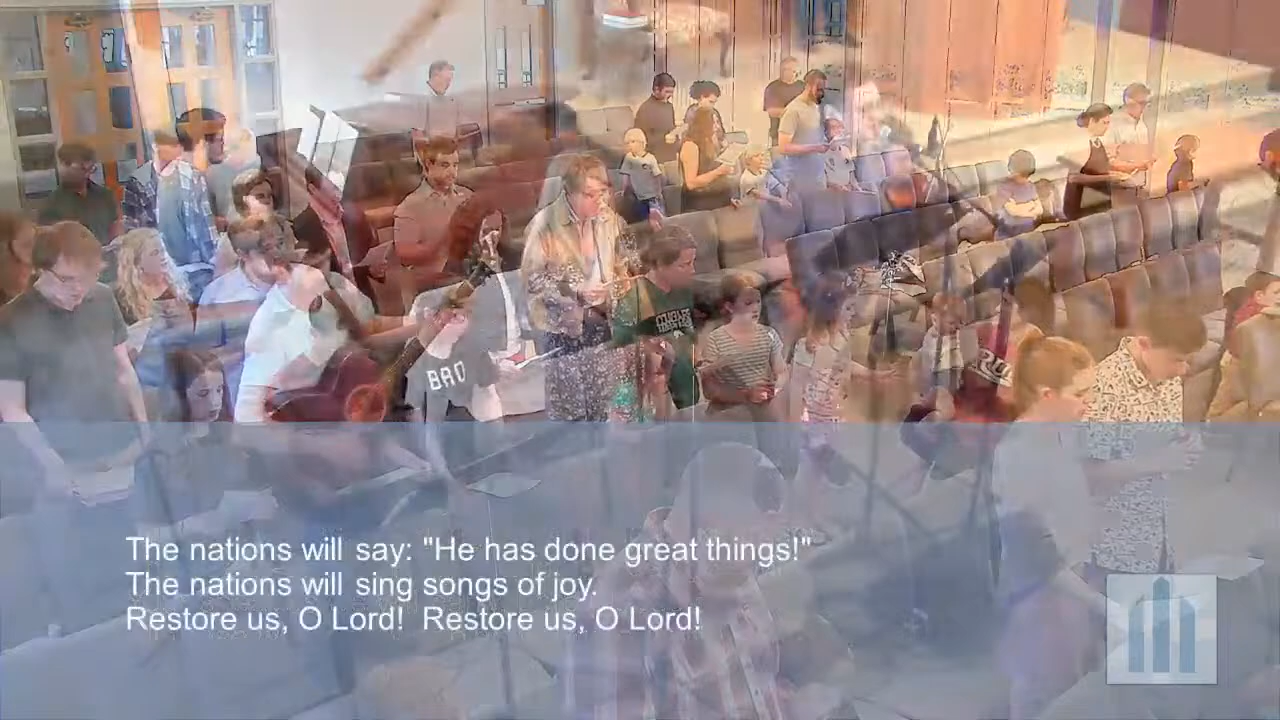 BRO
The nations will say: "He has done great things!"
The nations will sing songs of joy.
Restore us, O Lord!  Restore us, O Lord!